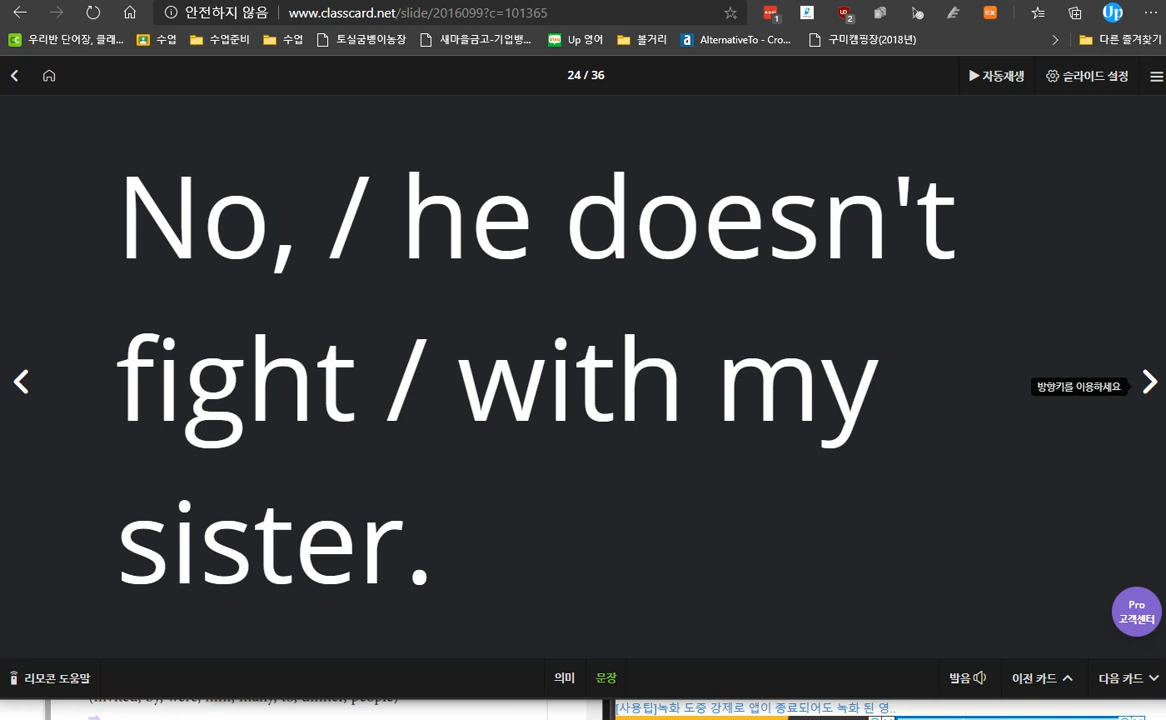 안전하지 않음 www.classcard.net/slide/2016099?c=101365
1
2
Up
우리반 단어장, 클래... 수업 수업준비 수업 토실굼벵이농장 새마을금고-기업뱅... Up 영어 볼거리 AlternativeTo - Cro... 구미캠핑장(2018년) 다른 즐겨찾기
24 / 36
자동재생 슬라이드 설정
No, / he doesn't
fight / with my
sister.
방향키를 이용하세요
Pro
고객센터
리모콘 도움말 의미 문장 발음 이전 카드 다음 카드
[사용팁]녹화 도중 강제로 앱이 종료되어도 녹화 된 영..